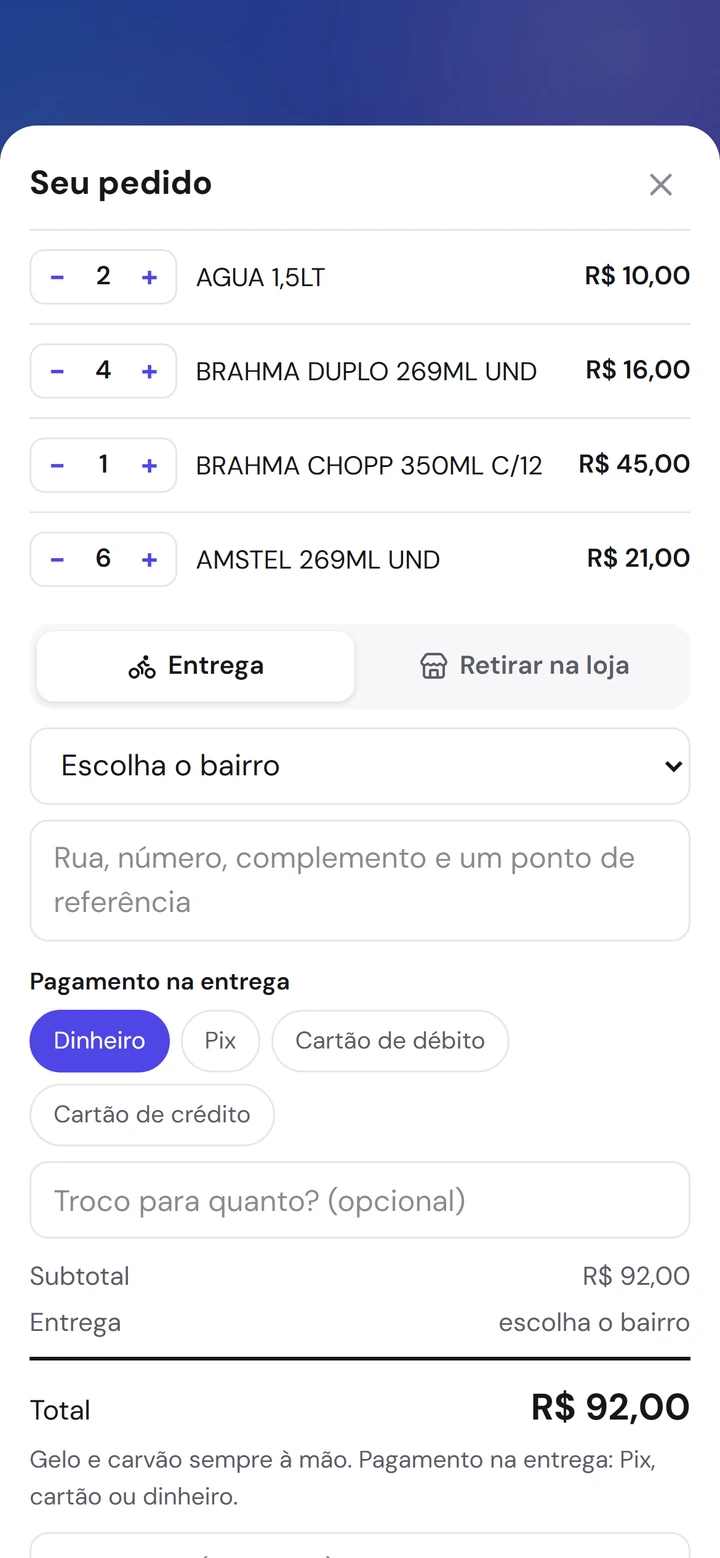 Seu pedido
− 2 + AGUA 1,5LT R$ 10,00
− 4 + BRAHMA DUPLO 269ML UND R$ 16,00
− 1 + BRAHMA CHOPP 350ML C/12 R$ 45,00
− 6 + AMSTEL 269ML UND R$ 21,00
Entrega Retirar na loja
Escolha o bairro
Rua, número, complemento e um ponto de
referência
Pagamento na entrega
Dinheiro Pix Cartão de débito
Cartão de crédito
Troco para quanto? (opcional)
Subtotal R$ 92,00
Entrega escolha o bairro
Total R$ 92,00
Gelo e carvão sempre à mão. Pagamento na entrega: Pix,
cartão ou dinheiro.